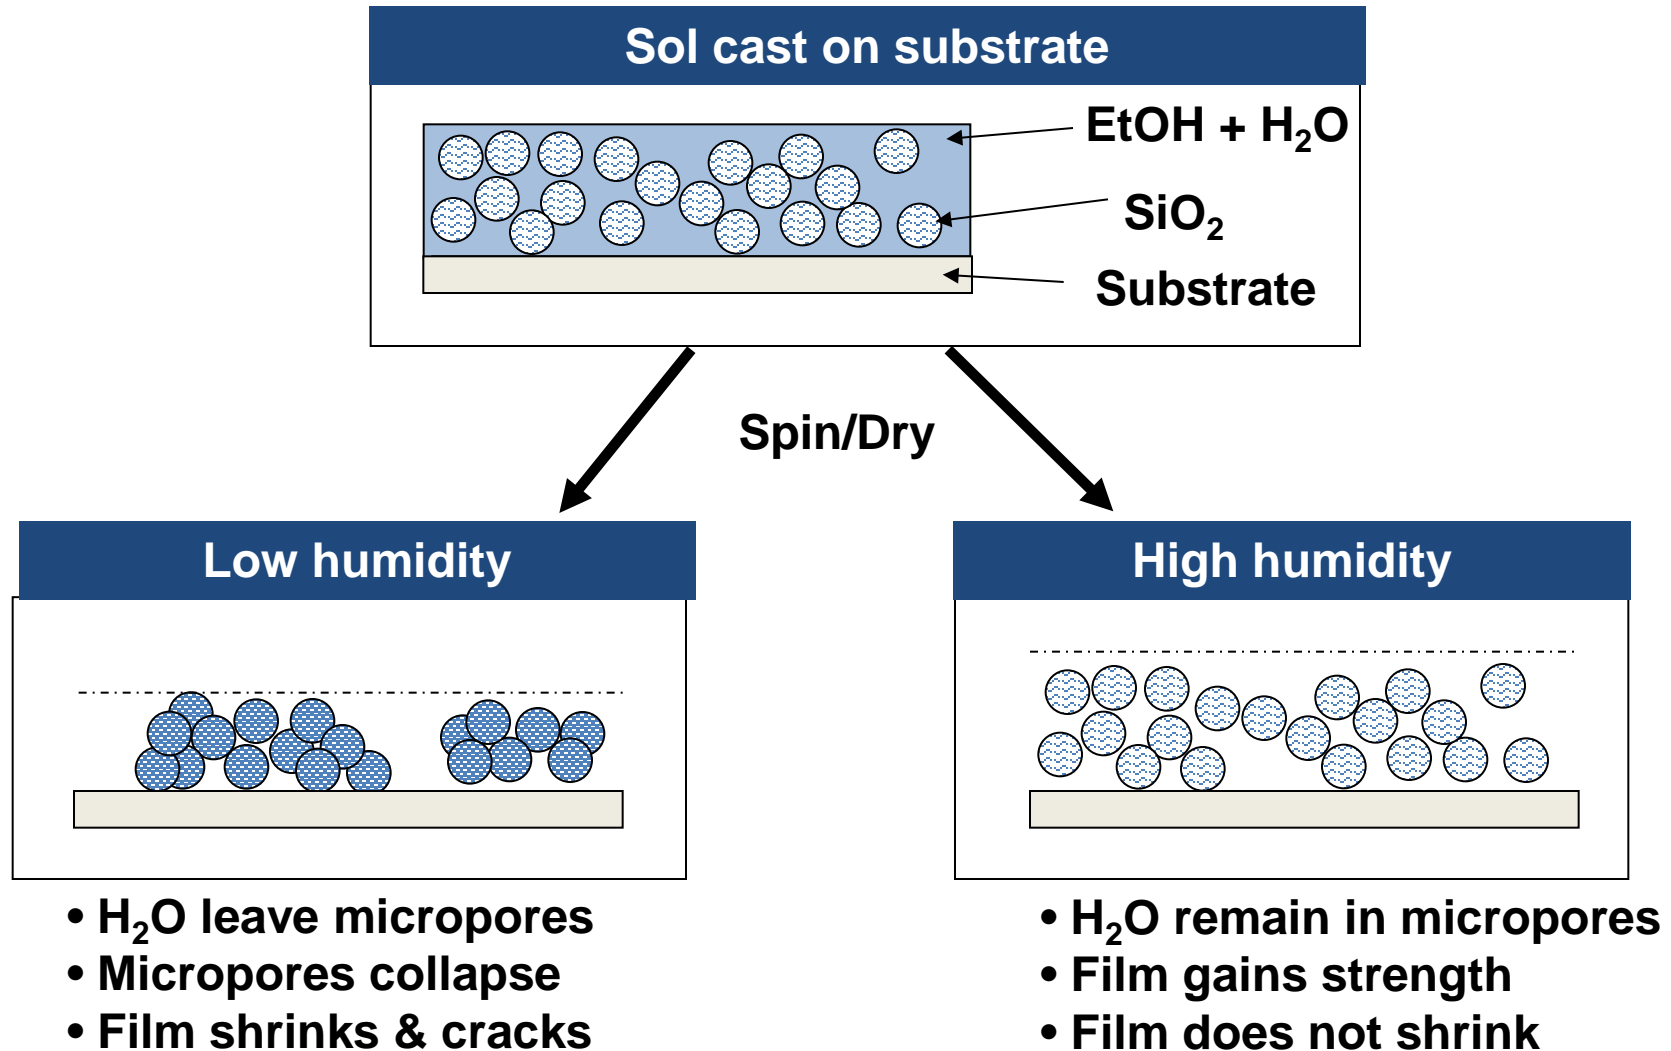 Sol cast on substrate
EtOH + H₂O
SiO₂
Substrate
Spin/Dry
Low humidity
High humidity
• H₂O leave micropores
• Micropores collapse
• Film shrinks & cracks
• H₂O remain in micropores
• Film gains strength
• Film does not shrink